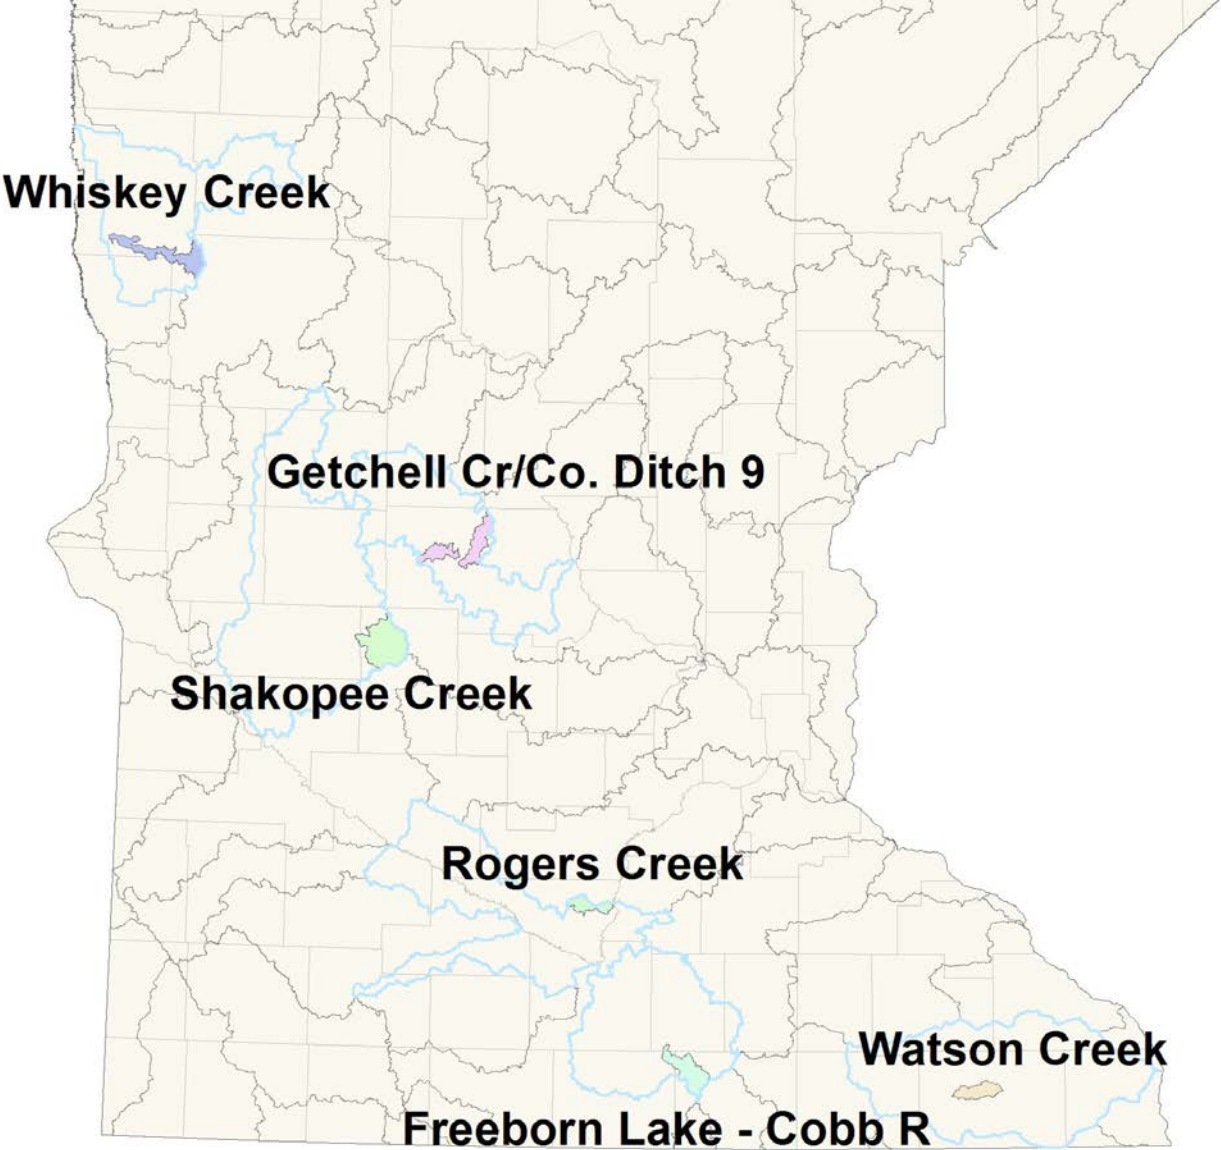 Whiskey Creek
Getchell Cr/Co. Ditch 9
Shakopee Creek
Rogers Creek
Watson Creek
Freeborn Lake - Cobb R